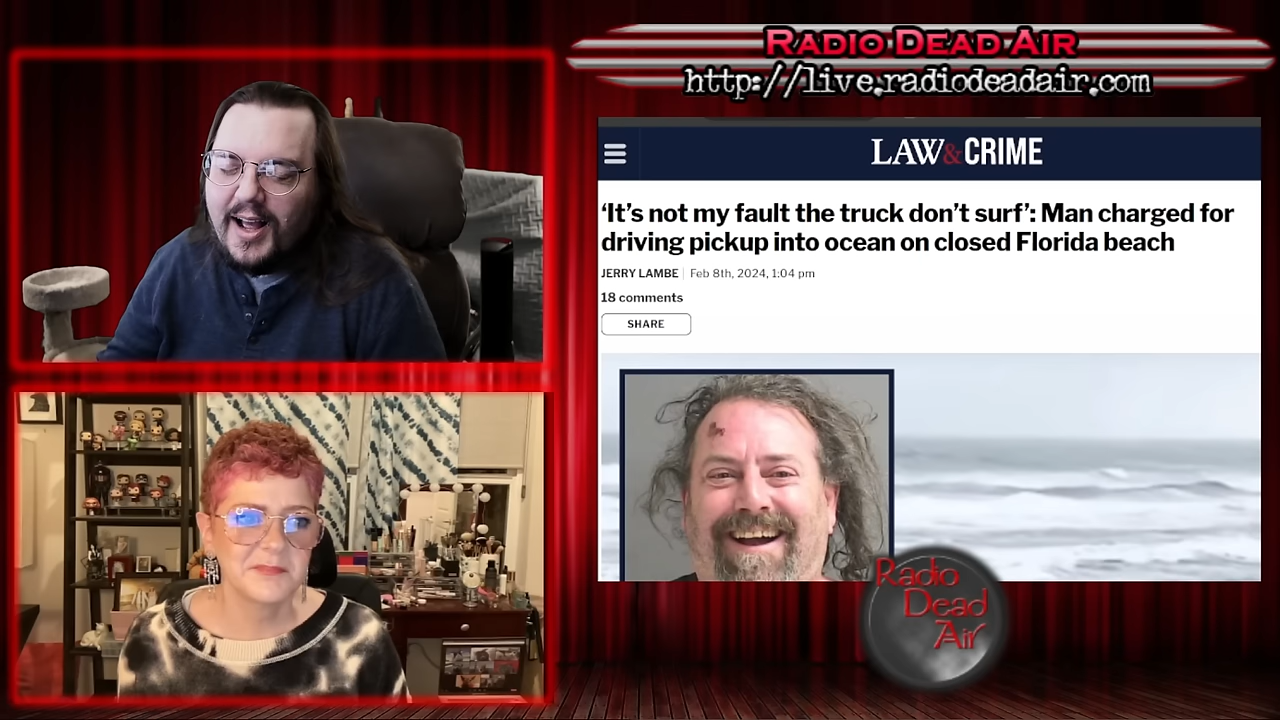 RADIO DEAD AIR
http://live.radiodeadair.com
LAW&CRIME
‘It’s not my fault the truck don’t surf’: Man charged for
driving pickup into ocean on closed Florida beach
JERRY LAMBE | Feb 8th, 2024, 1:04 pm
18 comments
SHARE
Radio
Dead
Air